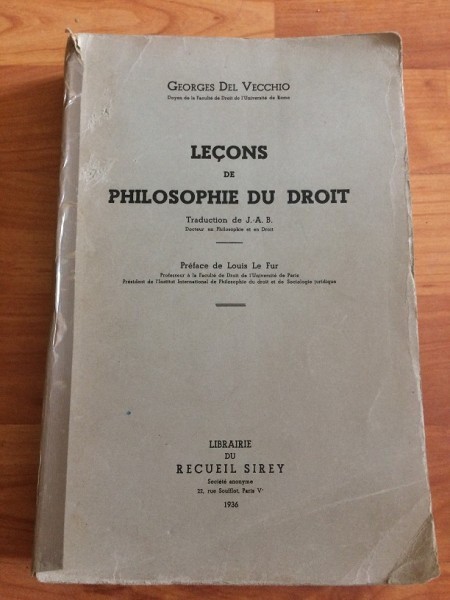 GEORGES DEL VECCHIO
Doyen de la Faculté de Droit de l'Université de Rome
LEÇONS
DE
PHILOSOPHIE DU DROIT
Traduction de J.-A. B.
Docteur en Philosophie et en Droit
Préface de Louis Le Fur
Professeur à la Faculté de Droit de l'Université de Paris
Président de l'Institut International de Philosophie du droit et de Sociologie juridique
LIBRAIRIE
DU
RECUEIL SIREY
Société anonyme
22, rue Soufflot, Paris Vᵉ
1936